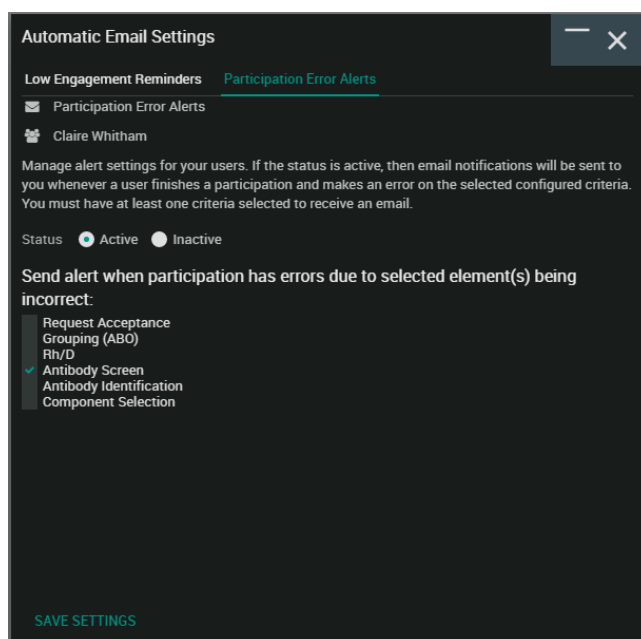 Automatic Email Settings
Low Engagement Reminders Participation Error Alerts
Participation Error Alerts
Claire Whitham
Manage alert settings for your users. If the status is active, then email notifications will be sent to
you whenever a user finishes a participation and makes an error on the selected configured criteria.
You must have at least one criteria selected to receive an email.
Status Active Inactive
Send alert when participation has errors due to selected element(s) being
incorrect:
Request Acceptance
Grouping (ABO)
Rh/D
Antibody Screen
Antibody Identification
Component Selection
SAVE SETTINGS